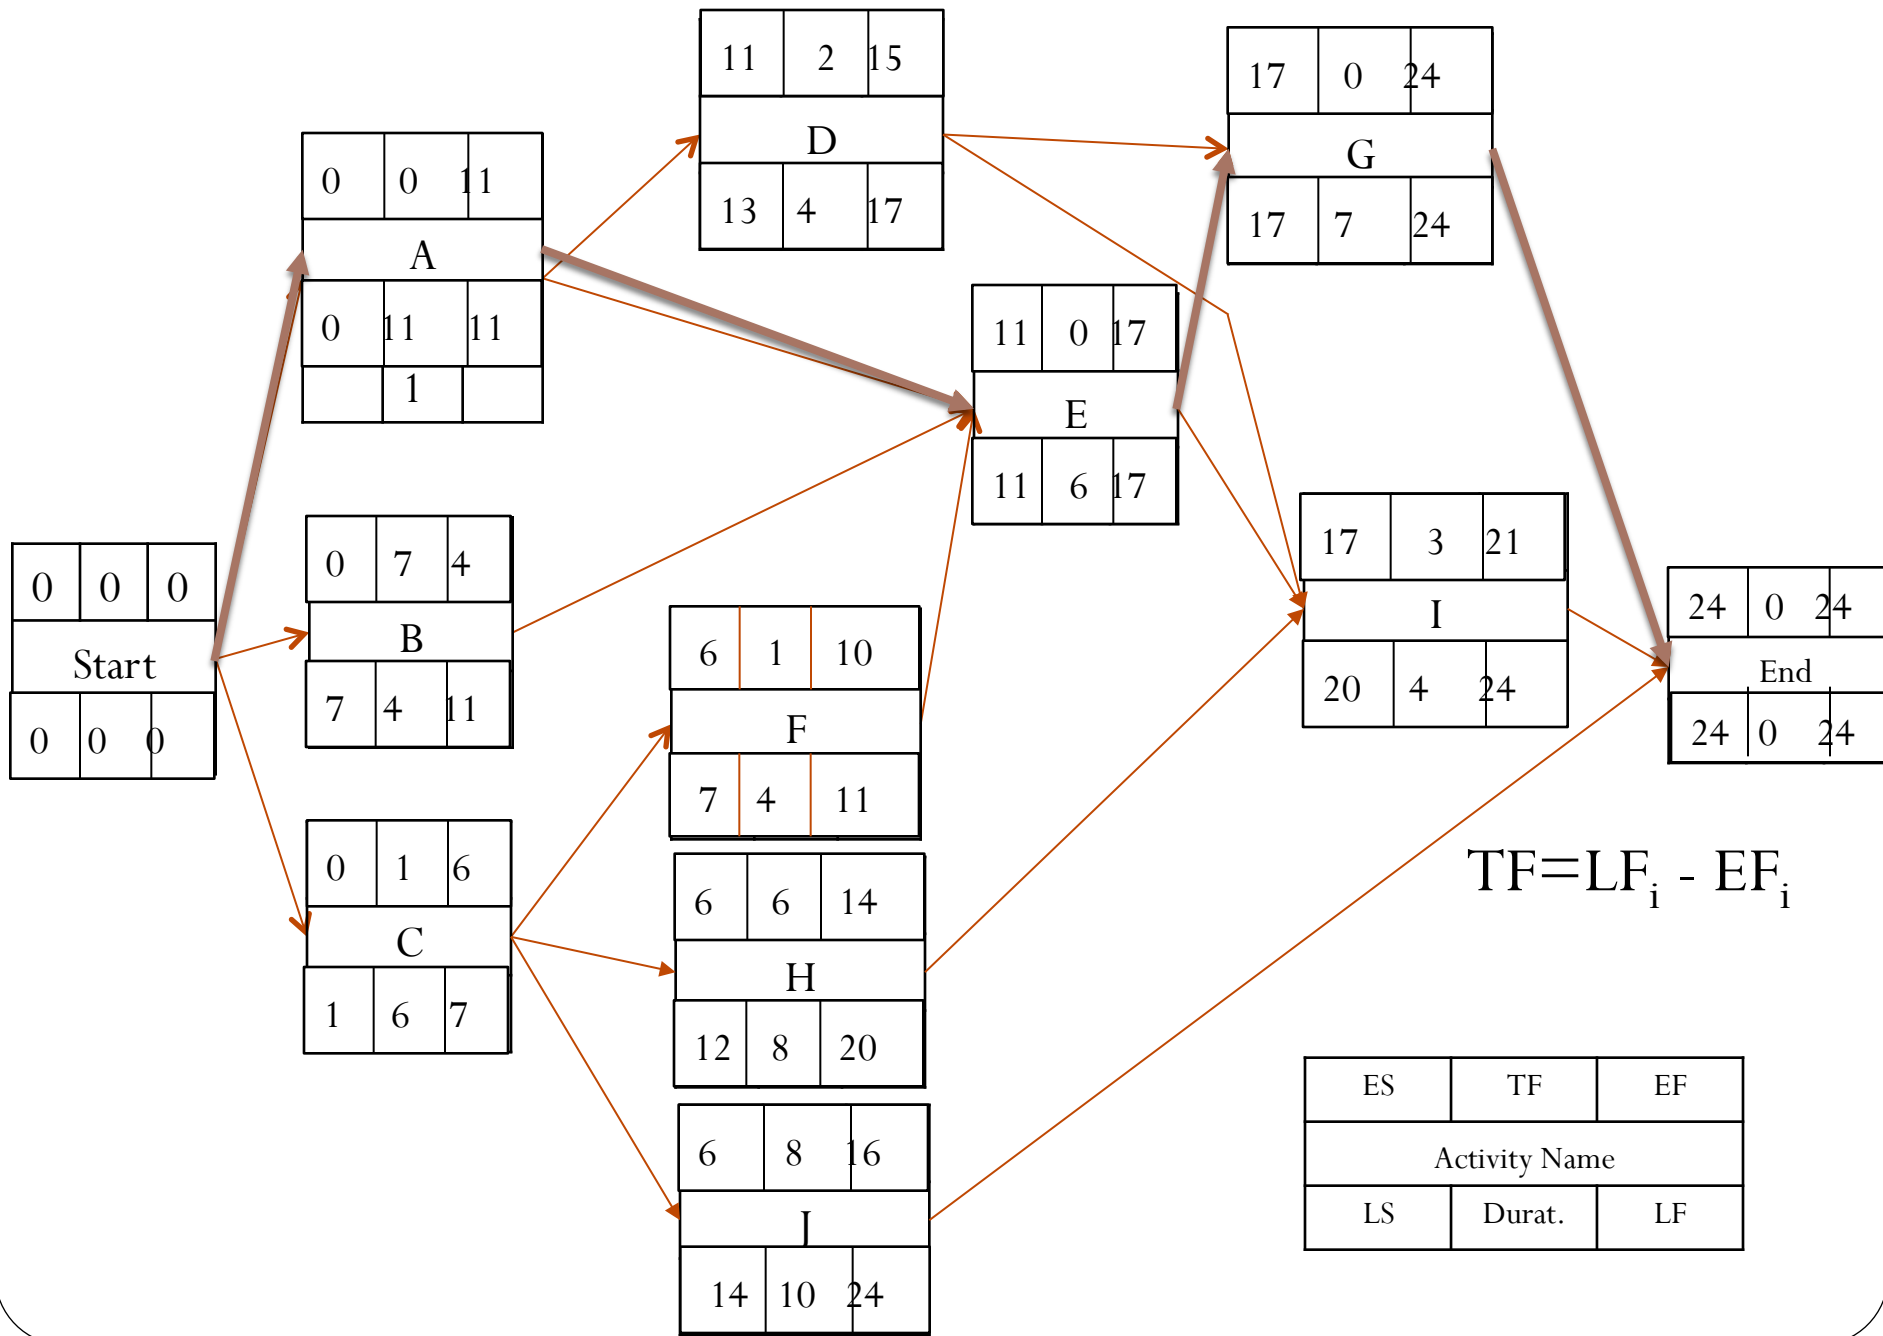 11 2 15
D
13 4 17
17 0 24
G
17 7 24
0 0 11
A
0 11 11
1
11 0 17
E
11 6 17
0 0 0
Start
0 0 0
0 7 4
B
7 4 11
6 1 10
F
7 4 11
17 3 21
I
20 4 24
24 0 24
End
24 0 24
0 1 6
C
1 6 7
6 6 14
H
12 8 20
TF=LFi - EFi
6 8 16
J
14 10 24
ES TF EF
Activity Name
LS Durat. LF